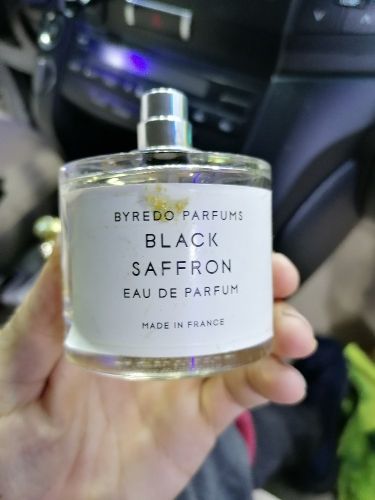 BYREDO PARFUMS
BLACK
SAFFRON
EAU DE PARFUM
MADE IN FRANCE